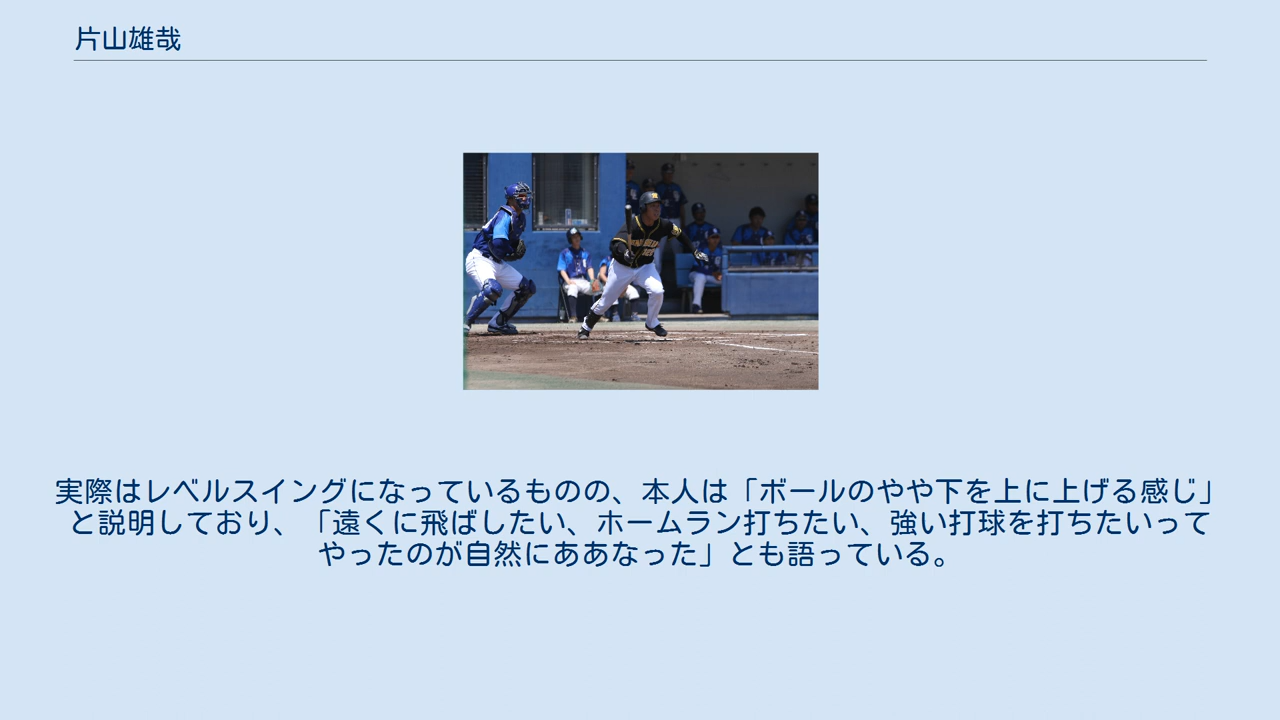 片山雄哉
実際はレベルスイングになっているものの、本人は「ボールのやや下を上に上げる感じ」
と説明しており、「遠くに飛ばしたい、ホームラン打ちたい、強い打球を打ちたいって
やったのが自然にああなった」とも語っている。